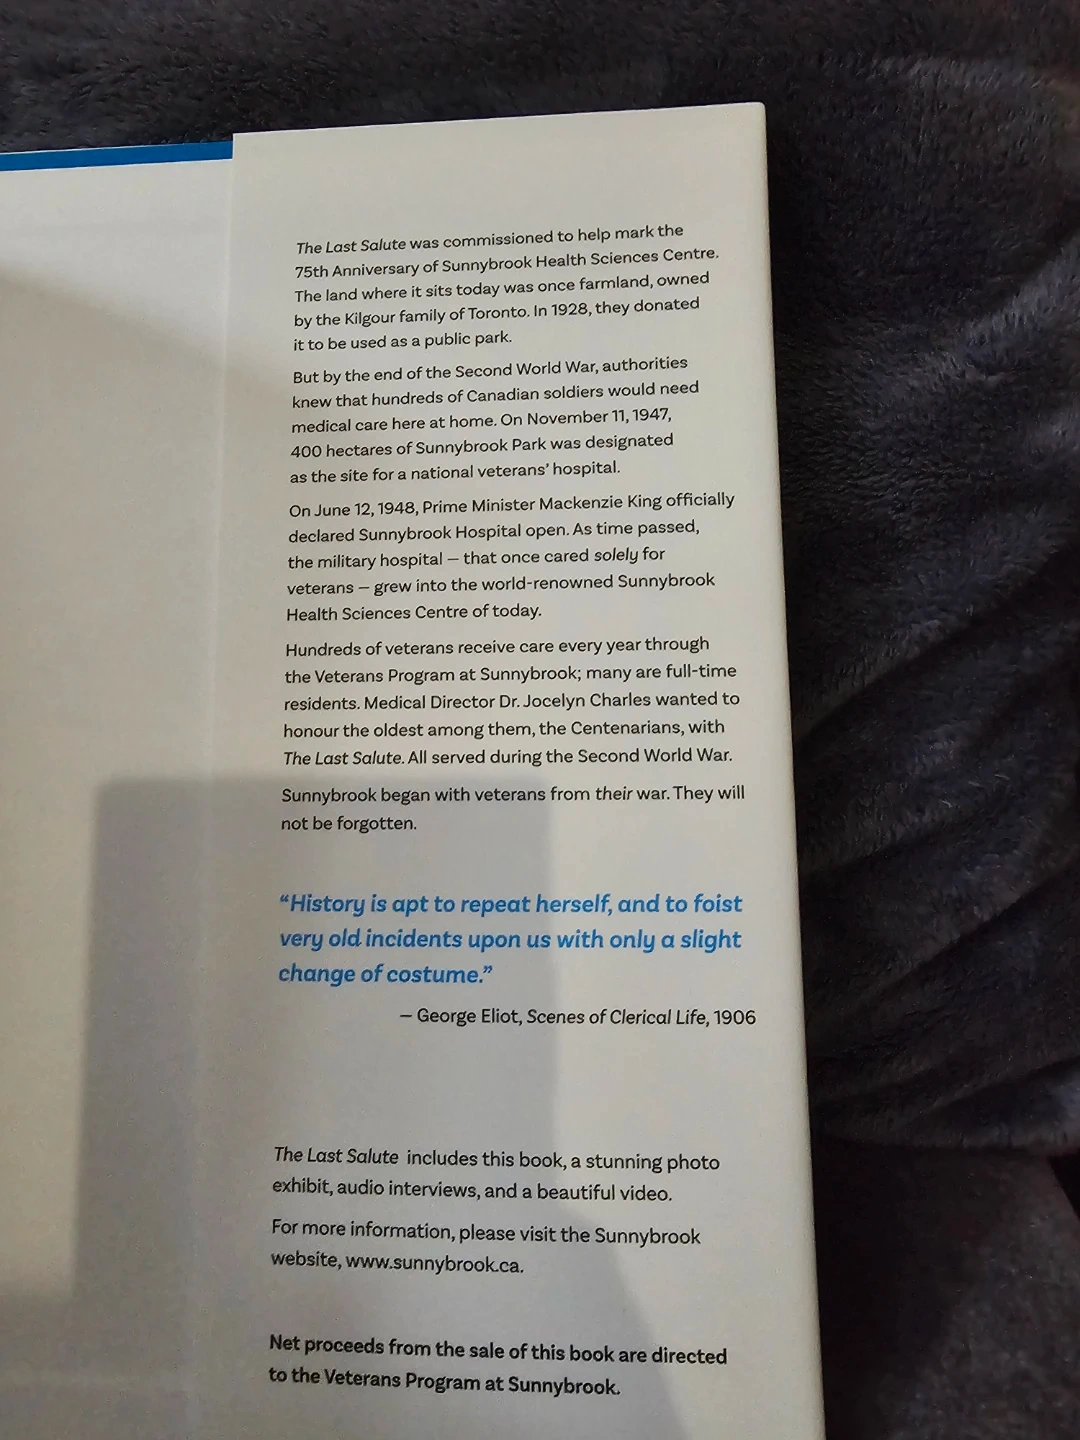 The Last Salute was commissioned to help mark the
75th Anniversary of Sunnybrook Health Sciences Centre.
The land where it sits today was once farmland, owned
by the Kilgour family of Toronto. In 1928, they donated
it to be used as a public park.
But by the end of the Second World War, authorities
knew that hundreds of Canadian soldiers would need
medical care here at home. On November 11, 1947,
400 hectares of Sunnybrook Park was designated
as the site for a national veterans' hospital.
On June 12, 1948, Prime Minister Mackenzie King officially
declared Sunnybrook Hospital open. As time passed,
the military hospital – that once cared solely for
veterans – grew into the world-renowned Sunnybrook
Health Sciences Centre of today.
Hundreds of veterans receive care every year through
the Veterans Program at Sunnybrook; many are full-time
residents. Medical Director Dr. Jocelyn Charles wanted to
honour the oldest among them, the Centenarians, with
The Last Salute. All served during the Second World War.
Sunnybrook began with veterans from their war. They will
not be forgotten.
“History is apt to repeat herself, and to foist
very old incidents upon us with only a slight
change of costume.”
– George Eliot, Scenes of Clerical Life, 1906
The Last Salute includes this book, a stunning photo
exhibit, audio interviews, and a beautiful video.
For more information, please visit the Sunnybrook
website, www.sunnybrook.ca.
Net proceeds from the sale of this book are directed
to the Veterans Program at Sunnybrook.